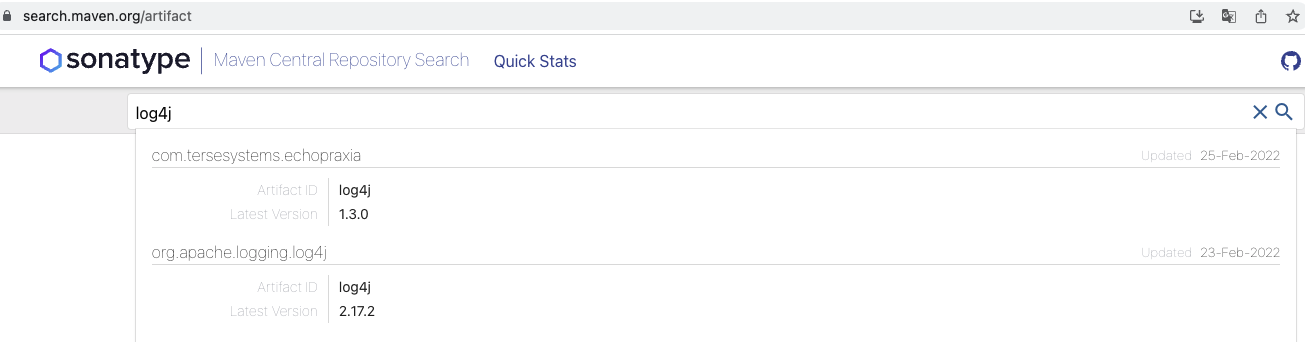 search.maven.org/artifact
sonatype Maven Central Repository Search Quick Stats
log4j
com.tersesystems.echopraxia Updated 25-Feb-2022
Artifact ID log4j
Latest Version 1.3.0
org.apache.logging.log4j Updated 23-Feb-2022
Artifact ID log4j
Latest Version 2.17.2